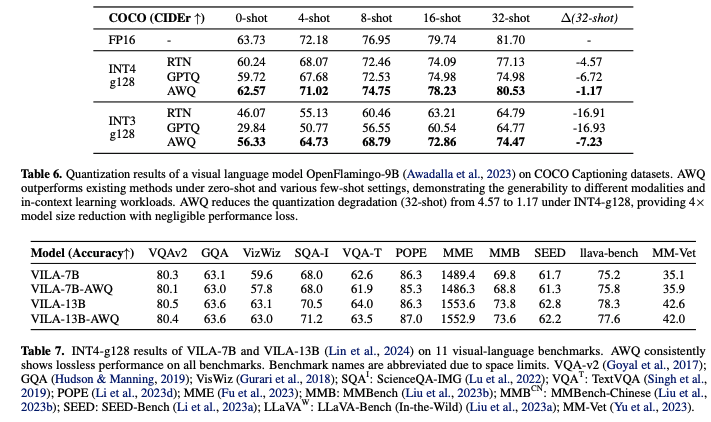 COCO (CIDEr ↑) 0-shot 4-shot 8-shot 16-shot 32-shot Δ(32-shot)
FP16 - 63.73 72.18 76.95 79.74 81.70 -
INT4 g128 RTN 60.24 68.07 72.46 74.09 77.13 -4.57
GPTQ 59.72 67.68 72.53 74.98 74.98 -6.72
AWQ 62.57 71.02 74.75 78.23 80.53 -1.17
INT3 g128 RTN 46.07 55.13 60.46 63.21 64.79 -16.91
GPTQ 29.84 50.77 56.55 60.54 64.77 -16.93
AWQ 56.33 64.73 68.79 72.86 74.47 -7.23
Table 6. Quantization results of a visual language model OpenFlamingo-9B (Awadalla et al., 2023) on COCO Captioning datasets. AWQ
outperforms existing methods under zero-shot and various few-shot settings, demonstrating the generability to different modalities and
in-context learning workloads. AWQ reduces the quantization degradation (32-shot) from 4.57 to 1.17 under INT4-g128, providing 4×
model size reduction with negligible performance loss.
Model (Accuracy↑) VQAv2 GQA VizWiz SQA-I VQA-T POPE MME MMB SEED llava-bench MM-Vet
VILA-7B 80.3 63.1 59.6 68.0 62.6 86.3 1489.4 69.8 61.7 75.2 35.1
VILA-7B-AWQ 80.1 63.0 57.8 68.0 61.9 85.3 1486.3 68.8 61.3 75.8 35.9
VILA-13B 80.5 63.6 63.1 70.5 64.0 86.3 1553.6 73.8 62.8 78.3 42.6
VILA-13B-AWQ 80.4 63.6 63.0 71.2 63.5 87.0 1552.9 73.6 62.2 77.6 42.0
Table 7. INT4-g128 results of VILA-7B and VILA-13B (Lin et al., 2024) on 11 visual-language benchmarks. AWQ consistently
shows lossless performance on all benchmarks. Benchmark names are abbreviated due to space limits. VQA-v2 (Goyal et al., 2017);
GQA (Hudson & Manning, 2019); VisWiz (Gurari et al., 2018); SQA^I: ScienceQA-IMG (Lu et al., 2022); VQA^T: TextVQA (Singh et al.,
2019); POPE (Li et al., 2023d); MME (Fu et al., 2023); MMB: MMBench (Liu et al., 2023b); MMB^CN: MMBench-Chinese (Liu et al.,
2023b); SEED: SEED-Bench (Li et al., 2023a); LLaVA^W: LLaVA-Bench (In-the-Wild) (Liu et al., 2023a); MM-Vet (Yu et al., 2023).